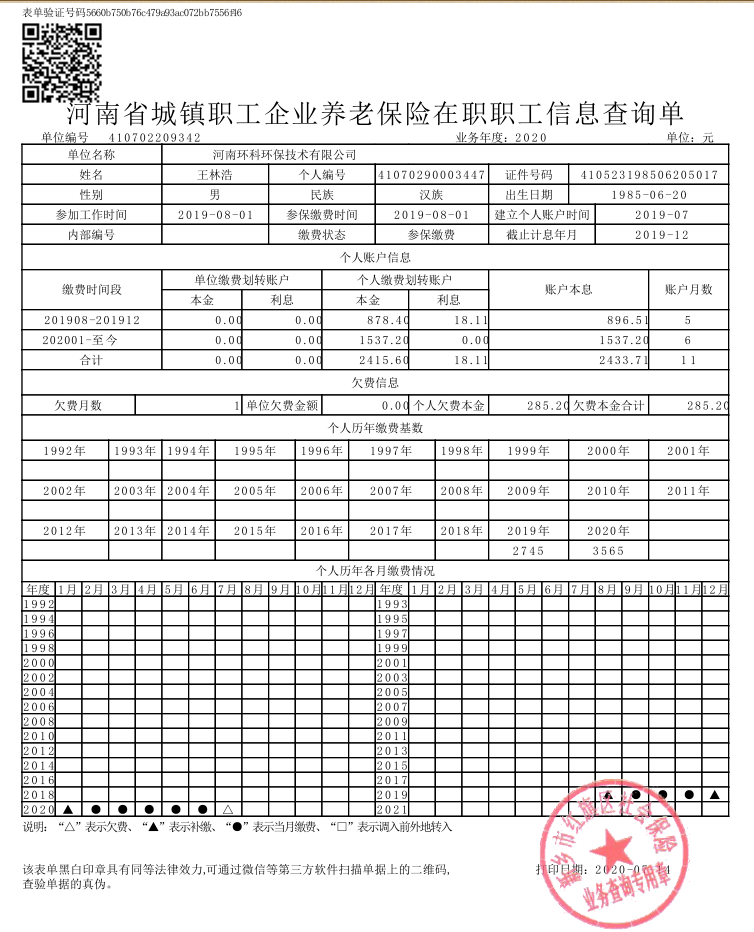 表单验证号码5660b750b76c479a93ac072bb7556f46
河南省城镇职工企业养老保险在职职工信息查询单
单位编号 410702209342 业务年度：2020 单位：元
单位名称 河南环科环保技术有限公司
姓名 王林浩 个人编号 41070290003447 证件号码 410523198506205017
性别 男 民族 汉族 出生日期 1985-06-20
参加工作时间 2019-08-01 参保缴费时间 2019-08-01 建立个人账户时间 2019-07
内部编号 缴费状态 参保缴费 截止计息年月 2019-12
个人账户信息
缴费时间段 单位缴费划转账户 个人缴费划转账户 账户本息 账户月数
本金 利息 本金 利息
201908-201912 0.00 0.00 878.40 18.11 896.51 5
202001-至今 0.00 0.00 1537.20 0.00 1537.20 6
合计 0.00 0.00 2415.60 18.11 2433.71 11
欠费信息
欠费月数 1 单位欠费金额 0.00 个人欠费本金 285.20 欠费本金合计 285.20
个人历年缴费基数
1992年 1993年 1994年 1995年 1996年 1997年 1998年 1999年 2000年 2001年
2002年 2003年 2004年 2005年 2006年 2007年 2008年 2009年 2010年 2011年
2012年 2013年 2014年 2015年 2016年 2017年 2018年 2019年 2020年
2745 3565
个人历年各月缴费情况
年度 1月 2月 3月 4月 5月 6月 7月 8月 9月 10月 11月 12月 年度 1月 2月 3月 4月 5月 6月 7月 8月 9月 10月 11月 12月
1992 1993
1994 1995
1996 1997
1998 1999
2000 2001
2002 2003
2004 2005
2006 2007
2008 2009
2010 2011
2012 2013
2014 2015
2016 2017
2018 2019 ▲ ● ● ● ▲
2020 ▲ ● ● ● ● ● △ 2021
说明：“△”表示欠费、“▲”表示补缴、“●”表示当月缴费、“□”表示调入前外地转入
该表单黑白印章具有同等法律效力,可通过微信等第三方软件扫描单据上的二维码,
查验单据的真伪。
打印日期：2020-07-14
新乡市红旗区社会保险
业务查询专用章